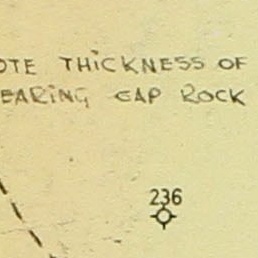 OTE THICKNESS OF
EARING CAP ROCK
236